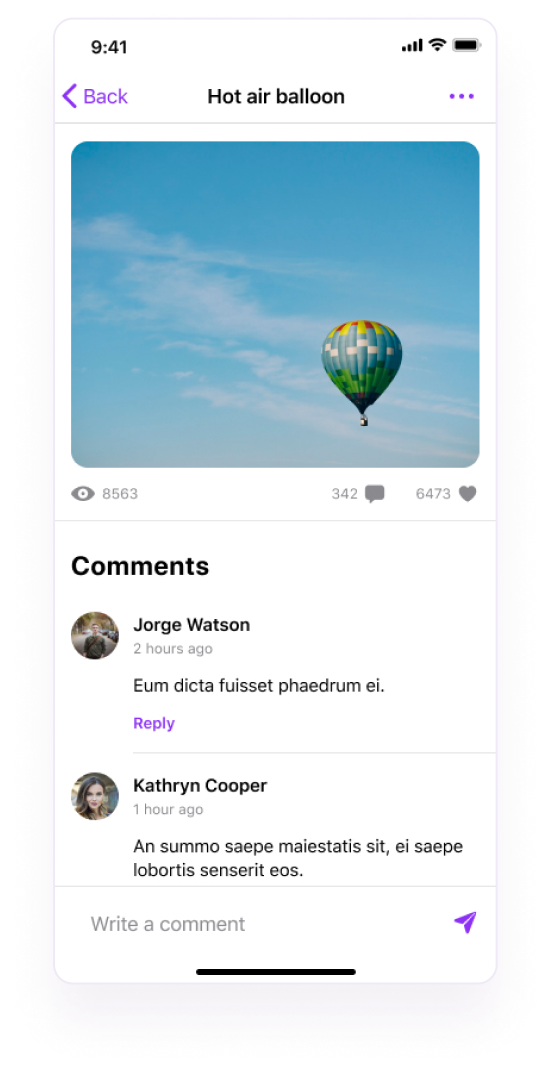 9:41
Back
Hot air balloon
8563
342
6473
Comments
Jorge Watson
2 hours ago
Eum dicta fuisset phaedrum ei.
Reply
Kathryn Cooper
1 hour ago
An summo saepe maiestatis sit, ei saepe
lobortis senserit eos.
Write a comment